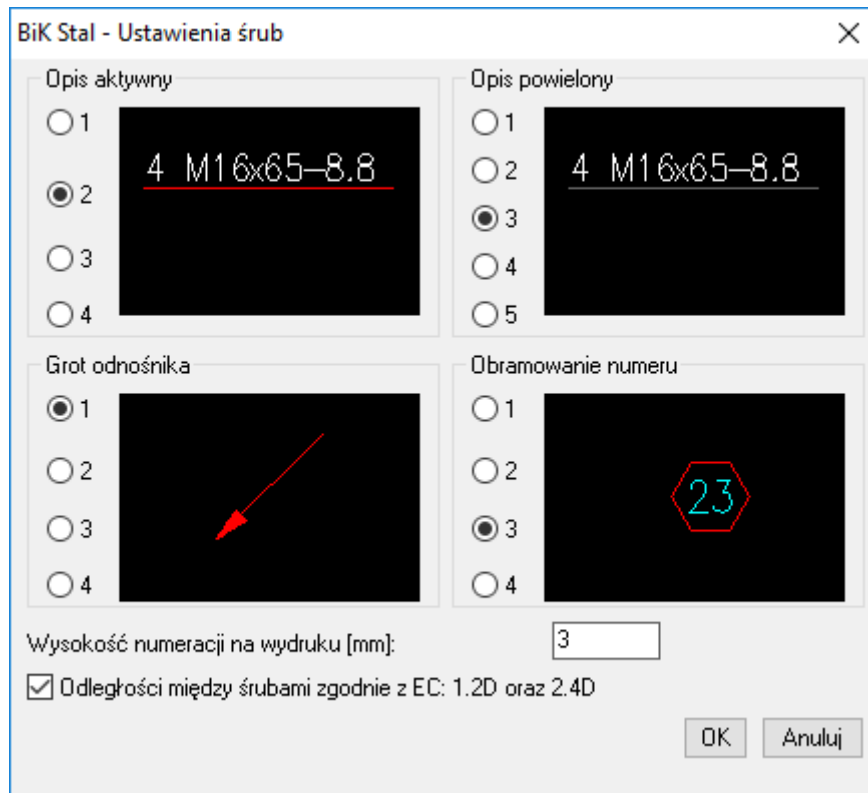 BiK Stal - Ustawienia śrub
Opis aktywny
1
2
3
4
4 M16x65-8.8
Opis powielony
1
2
3
4
5
4 M16x65-8.8
Grot odnośnika
1
2
3
4
Obramowanie numeru
1
2
3
4
23
Wysokość numeracji na wydruku [mm]:
3
Odległości między śrubami zgodnie z EC: 1.2D oraz 2.4D
OK
Anuluj